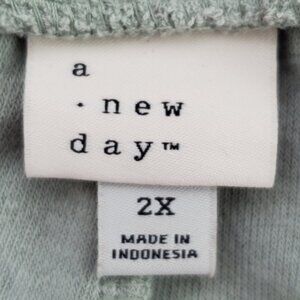 a
· new
day™
2X
MADE IN
INDONESIA